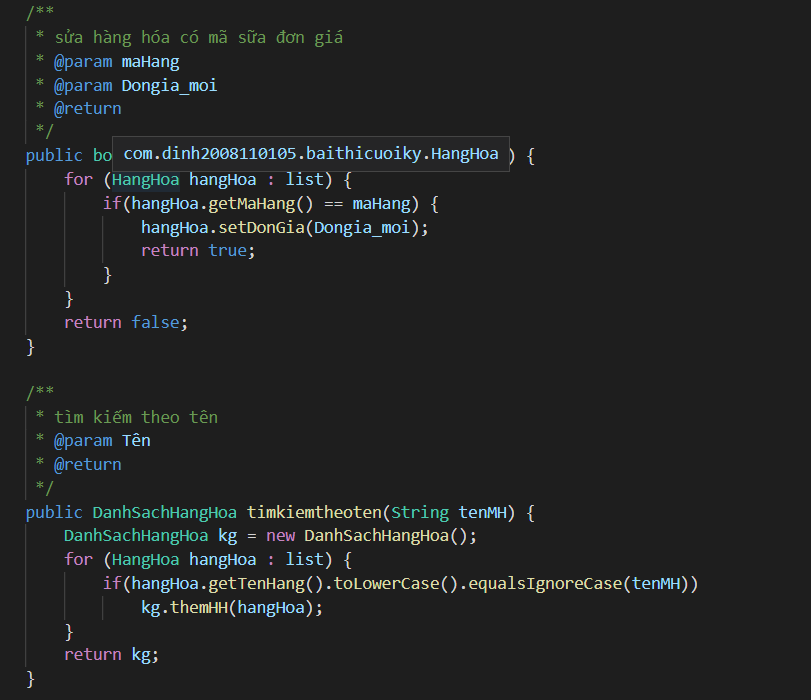 /**
 * sửa hàng hóa có mã sữa đơn giá
 * @param maHang
 * @param Dongia_moi
 * @return
 */
public bo com.dinh2008110105.baithicuoiky.HangHoa ) {
    for (HangHoa hangHoa : list) {
        if(hangHoa.getMaHang() == maHang) {
            hangHoa.setDonGia(Dongia_moi);
            return true;
        }
    }
    return false;
}
/**
 * tìm kiếm theo tên
 * @param Tên
 * @return
 */
public DanhSachHangHoa timkiemtheoten(String tenMH) {
    DanhSachHangHoa kg = new DanhSachHangHoa();
    for (HangHoa hangHoa : list) {
        if(hangHoa.getTenHang().toLowerCase().equalsIgnoreCase(tenMH))
            kg.themHH(hangHoa);
    }
    return kg;
}